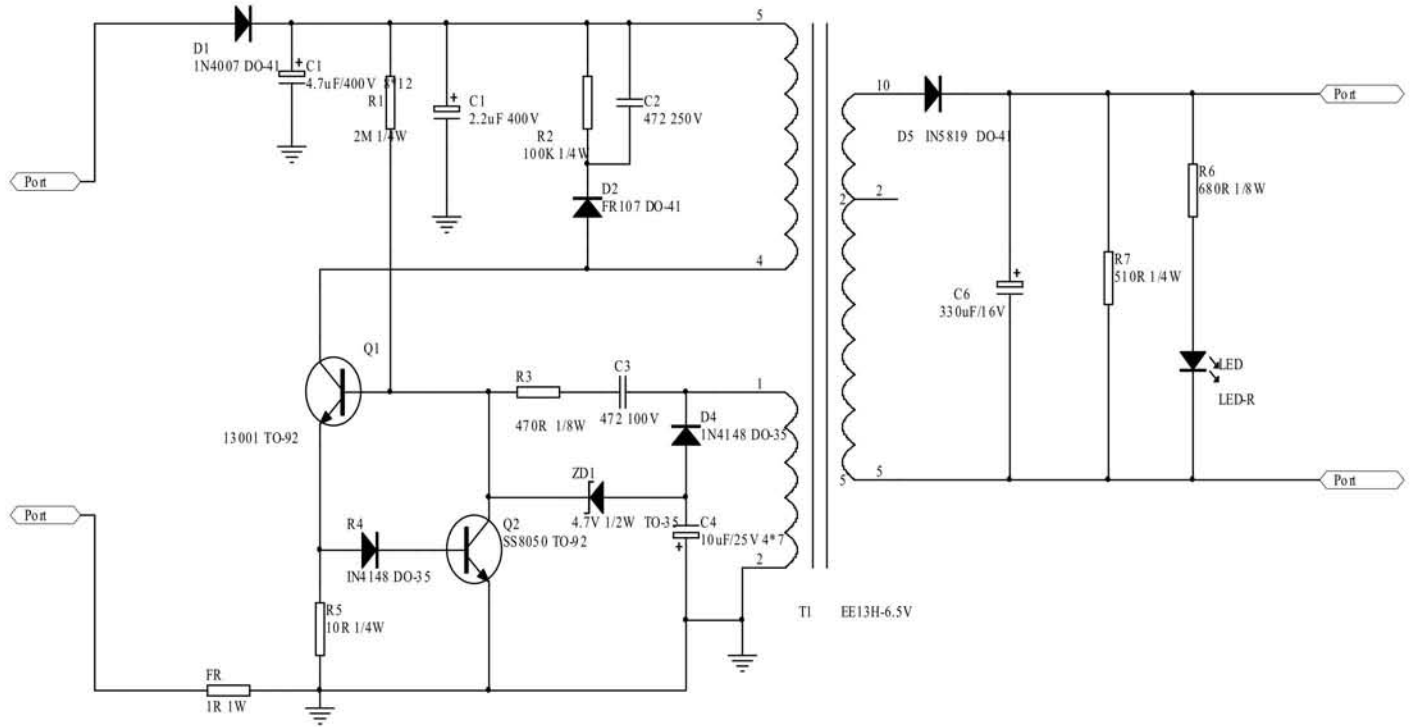 5
D1
1N4007 DO-41
C1
4.7uF/400V 8*12
R1
2M 1/4W
C1
2.2uF 400V
R2
100K 1/4W
C2
472 250V
D2
FR107 DO-41
Port
4
10
D5 IN5819 DO-41
Port
2
2
R6
680R 1/8W
R7
510R 1/4W
C6
330uF/16V
LED
LED-R
Q1
13001 TO-92
R3
470R 1/8W
C3
472 100V
1
D4
1N4148 DO-35
ZD1
4.7V 1/2W TO-35
5
5
Port
Port
R4
IN4148 DO-35
Q2
SS8050 TO-92
C4
10uF/25V 4*7
2
R5
10R 1/4W
T1 EE13H-6.5V
FR
1R 1W